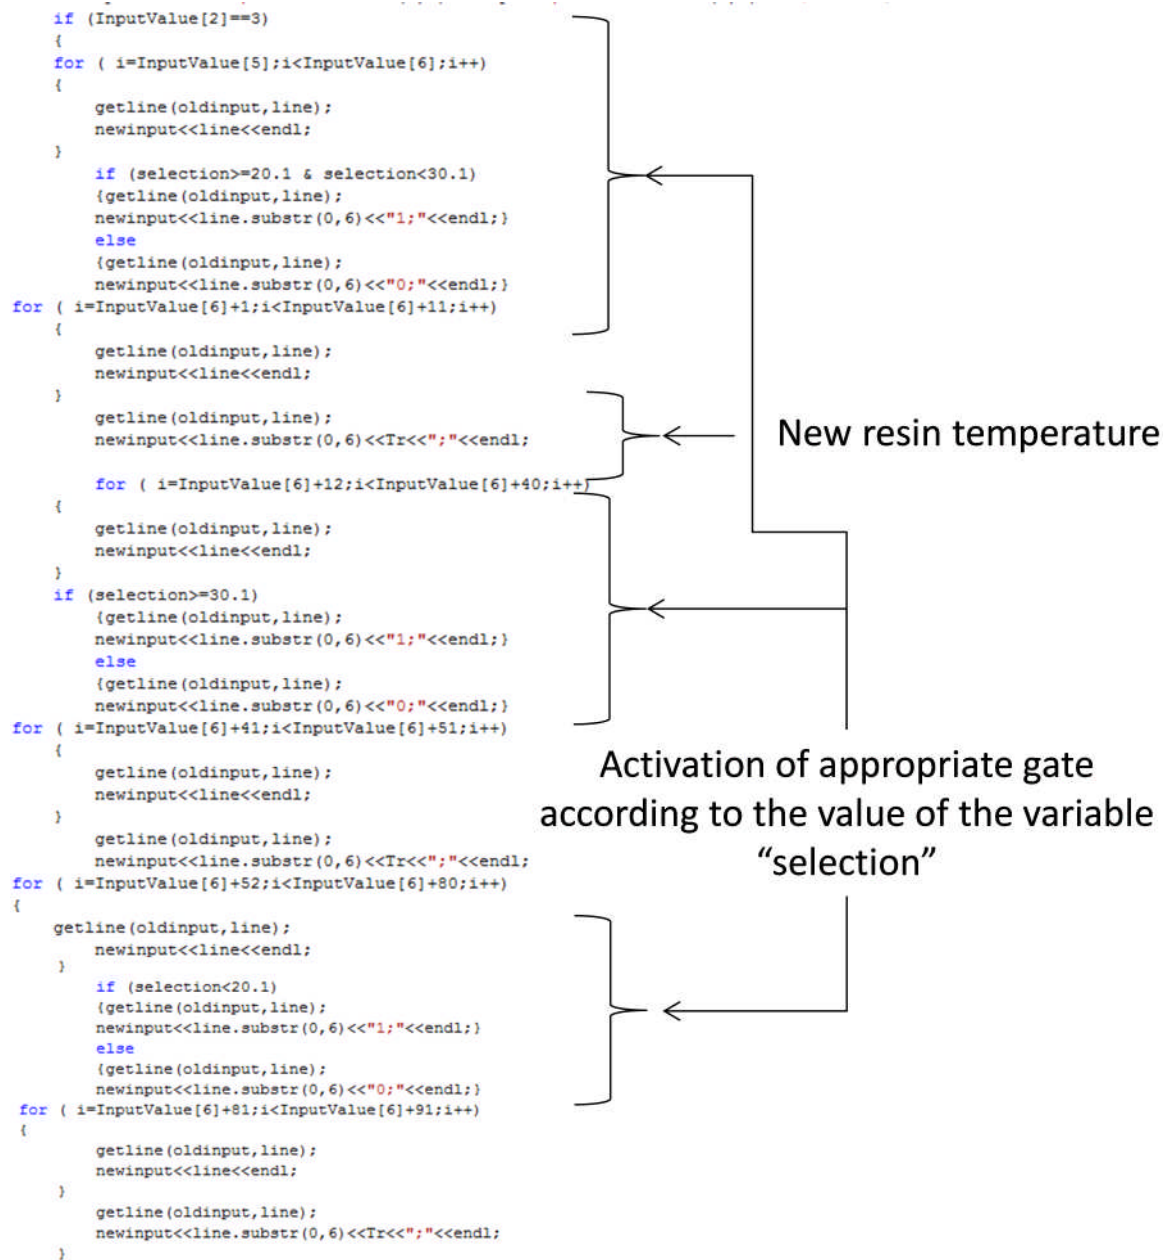 if (InputValue[2]==3)
{
for ( i=InputValue[5];i<InputValue[6];i++)
{
getline(oldinput,line);
newinput<<line<<endl;
}
if (selection>=20.1 & selection<30.1)
{getline(oldinput,line);
newinput<<line.substr(0,6)<<"1;"<<endl;}
else
{getline(oldinput,line);
newinput<<line.substr(0,6)<<"0;"<<endl;}
for ( i=InputValue[6]+1;i<InputValue[6]+11;i++)
{
getline(oldinput,line);
newinput<<line<<endl;
}
getline(oldinput,line);
newinput<<line.substr(0,6)<<Tr<<";"<<endl;
for ( i=InputValue[6]+12;i<InputValue[6]+40;i++)
{
getline(oldinput,line);
newinput<<line<<endl;
}
if (selection>=30.1)
{getline(oldinput,line);
newinput<<line.substr(0,6)<<"1;"<<endl;}
else
{getline(oldinput,line);
newinput<<line.substr(0,6)<<"0;"<<endl;}
for ( i=InputValue[6]+41;i<InputValue[6]+51;i++)
{
getline(oldinput,line);
newinput<<line<<endl;
}
getline(oldinput,line);
newinput<<line.substr(0,6)<<Tr<<";"<<endl;
for ( i=InputValue[6]+52;i<InputValue[6]+80;i++)
{
getline(oldinput,line);
newinput<<line<<endl;
}
if (selection<20.1)
{getline(oldinput,line);
newinput<<line.substr(0,6)<<"1;"<<endl;}
else
{getline(oldinput,line);
newinput<<line.substr(0,6)<<"0;"<<endl;}
for ( i=InputValue[6]+81;i<InputValue[6]+91;i++)
{
getline(oldinput,line);
newinput<<line<<endl;
}
getline(oldinput,line);
newinput<<line.substr(0,6)<<Tr<<";"<<endl;
}
New resin temperature
Activation of appropriate gate
according to the value of the variable
“selection”